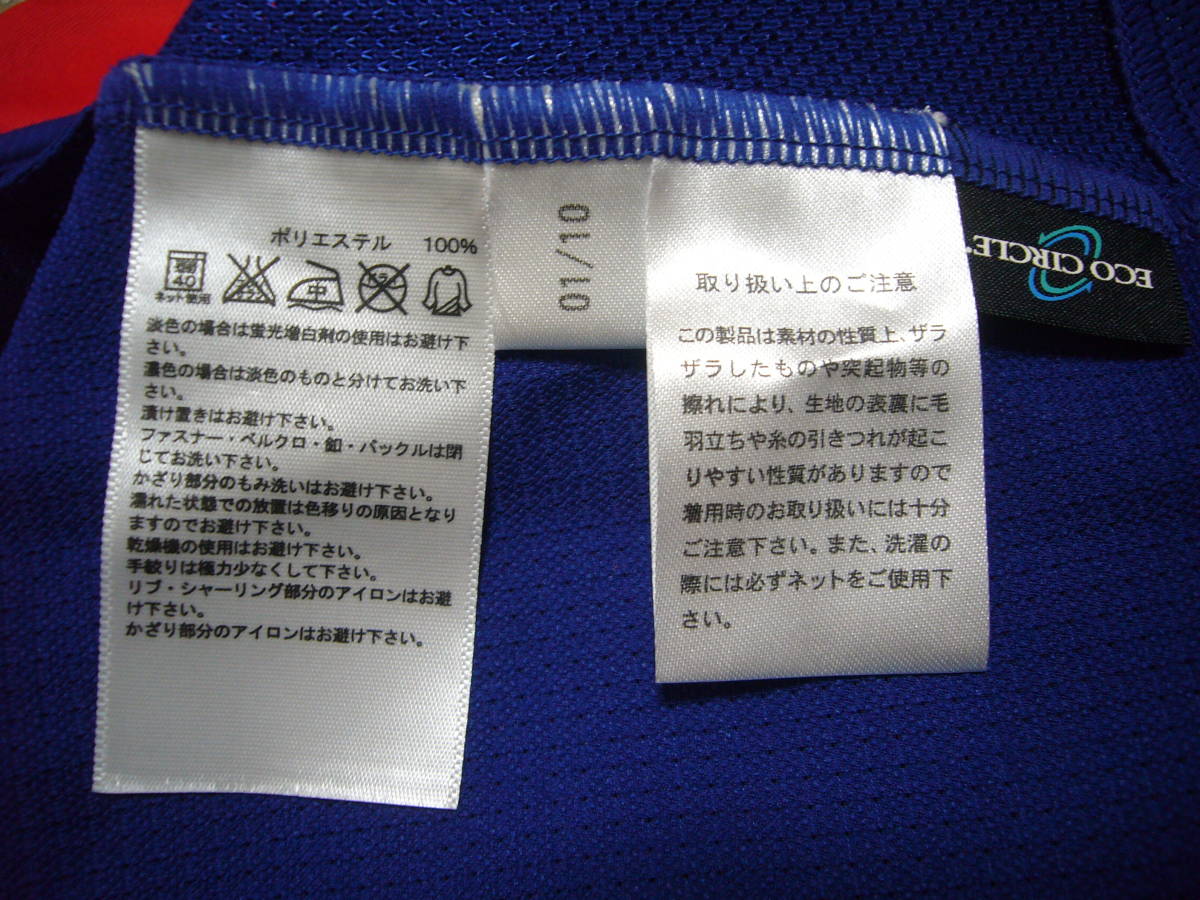 ポリエステル 100%
40
ネット使用
エンソ
中
ドライ
淡色の場合は蛍光増白剤の使用はお避け下
さい。
濃色の場合は淡色のものと分けてお洗い下
さい。
漬け置きはお避け下さい。
ファスナー・ベルクロ・釦・バックルは閉
じてお洗い下さい。
かざり部分のもみ洗いはお避け下さい。
濡れた状態での放置は色移りの原因となり
ますのでお避け下さい。
乾燥機の使用はお避け下さい。
手絞りは極力少なくして下さい。
リブ・シャーリング部分のアイロンはお避
け下さい。
かざり部分のアイロンはお避け下さい。
01/10
取り扱い上のご注意
この製品は素材の性質上、ザラ
ザラしたものや突起物等の
擦れにより、生地の表裏に毛
羽立ちや糸の引きつれが起こ
りやすい性質がありますので
着用時のお取り扱いには十分
ご注意下さい。また、洗濯の
際には必ずネットをご使用下
さい。
ECO CIRCLE